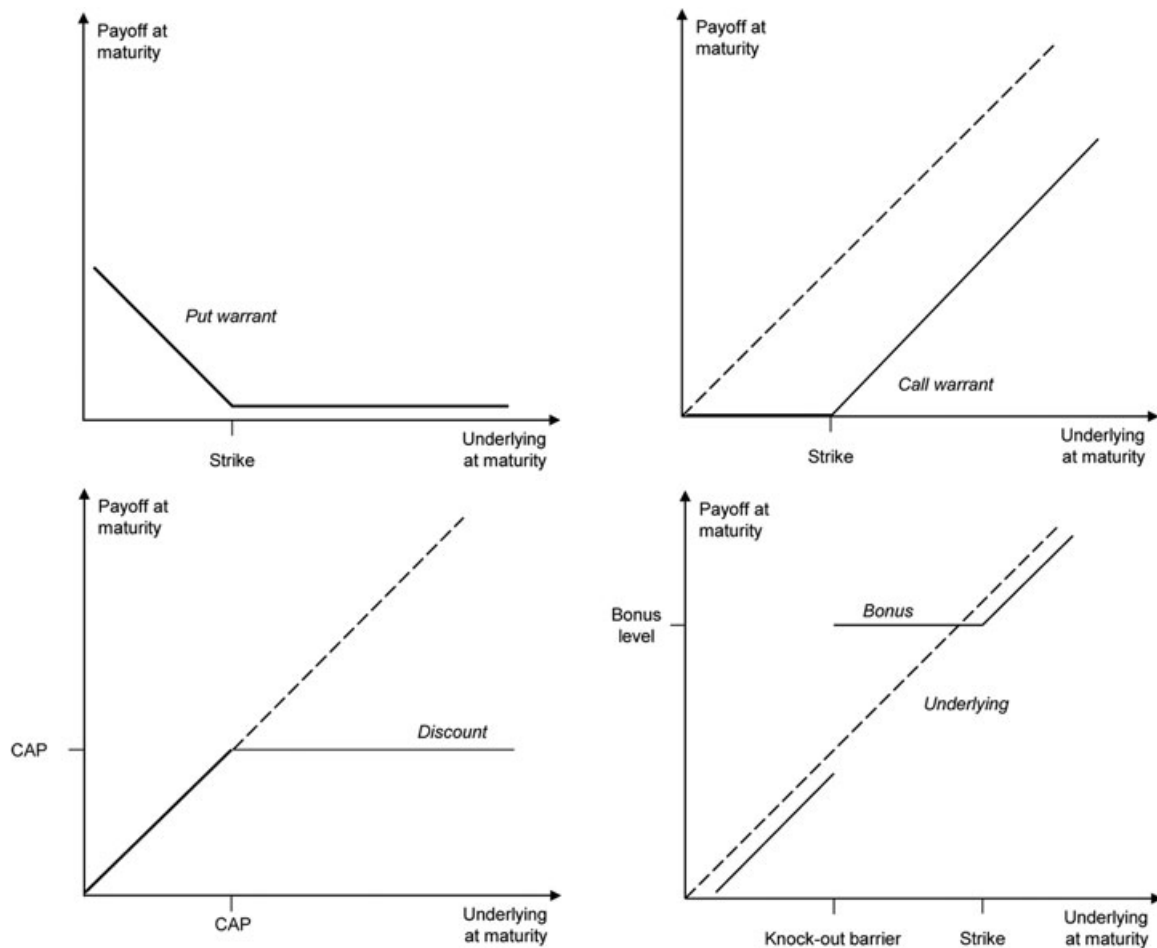 Payoff at
maturity
Put warrant
Strike
Underlying
at maturity
Payoff at
maturity
Call warrant
Strike
Underlying
at maturity
Payoff at
maturity
CAP
Discount
CAP
Underlying
at maturity
Payoff at
maturity
Bonus
level
Bonus
Underlying
Knock-out barrier
Strike
Underlying
at maturity